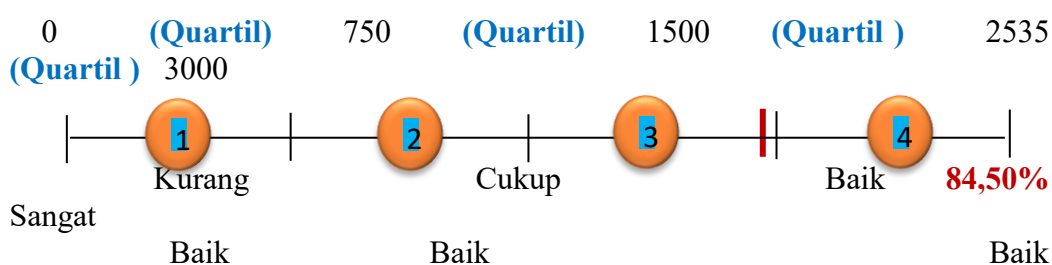 0 (Quartil) 750 (Quartil) 1500 (Quartil ) 2535
(Quartil ) 3000
1 2 3 4
Kurang Cukup Baik 84,50%
Sangat
Baik Baik Baik